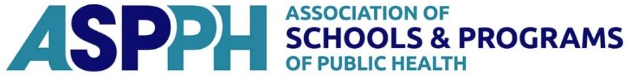 ASPPH
ASSOCIATION OF
SCHOOLS & PROGRAMS
OF PUBLIC HEALTH